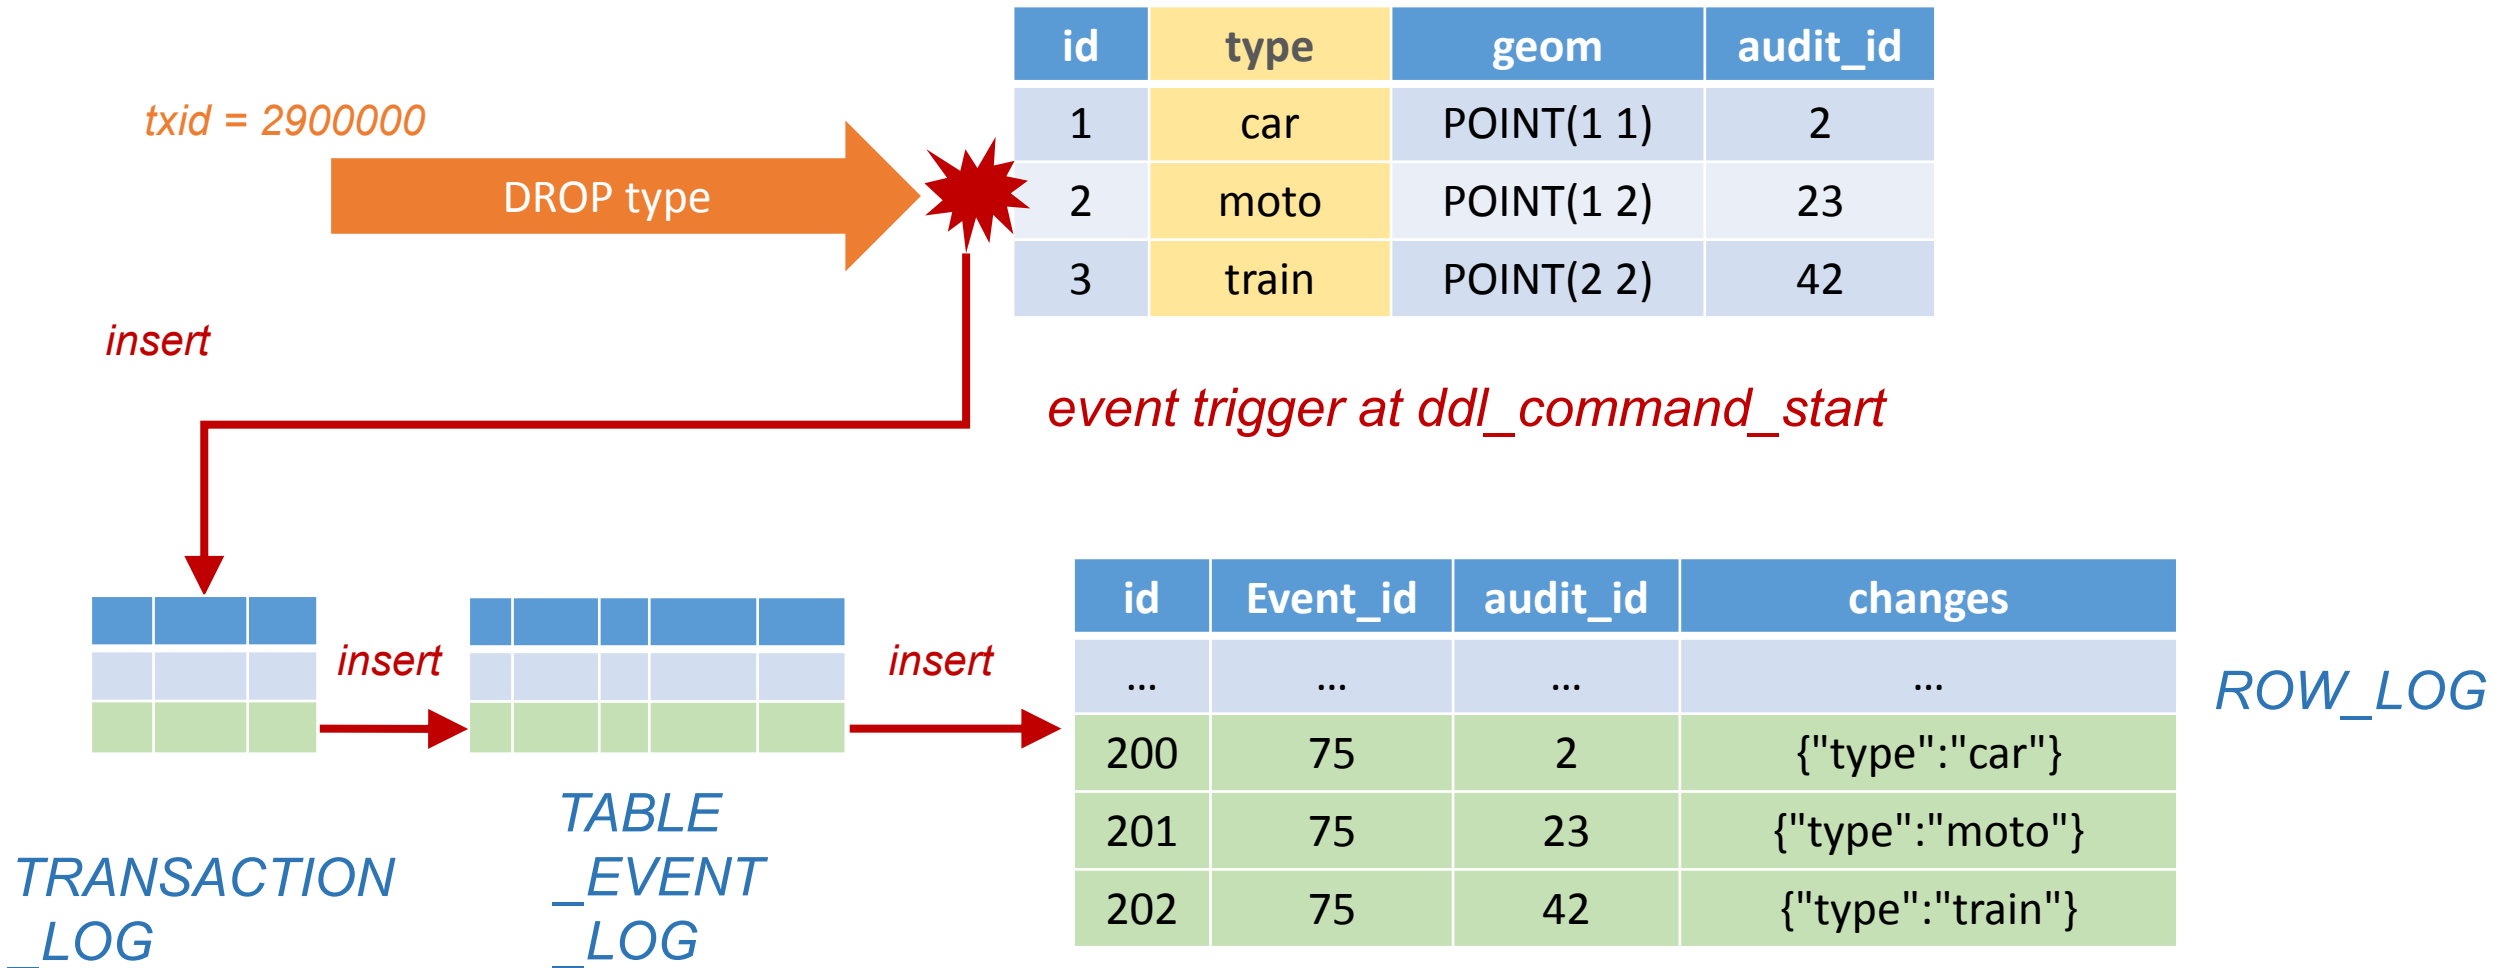 id type geom audit_id
txid = 2900000
1 car POINT(1 1) 2
DROP type
2 moto POINT(1 2) 23
3 train POINT(2 2) 42
insert
event trigger at ddl_command_start
id Event_id audit_id changes
... ... ... ...
insert
insert
ROW_LOG
200 75 2 {"type":"car"}
201 75 23 {"type":"moto"}
202 75 42 {"type":"train"}
TRANSACTION
_LOG
TABLE
_EVENT
_LOG